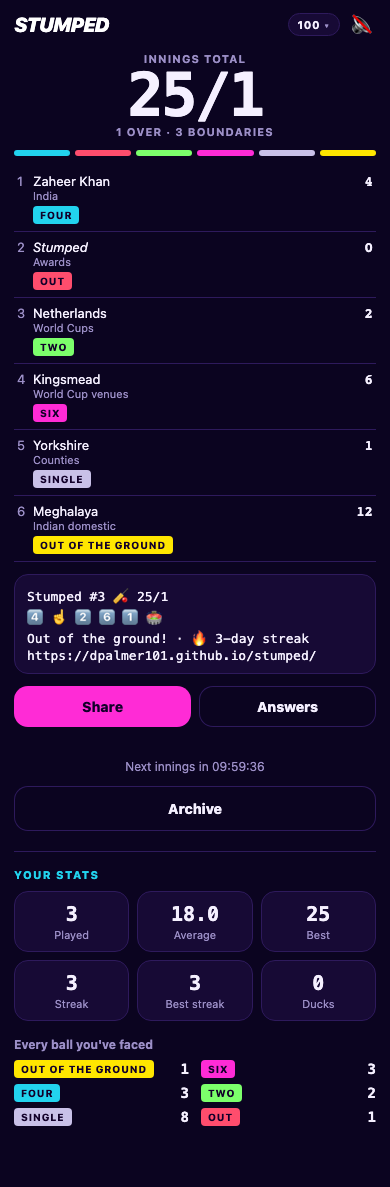 STUMPED
100 ▾
INNINGS TOTAL
25/1
1 OVER · 3 BOUNDARIES
1 Zaheer Khan 4
India
FOUR
2 Stumped 0
Awards
OUT
3 Netherlands 2
World Cups
TWO
4 Kingsmead 6
World Cup venues
SIX
5 Yorkshire 1
Counties
SINGLE
6 Meghalaya 12
Indian domestic
OUT OF THE GROUND
Stumped #3 🏏 25/1
4️⃣ ☝️ 2️⃣ 6️⃣ 1️⃣ 🏟️
Out of the ground! · 🔥 3-day streak
https://dpalmer101.github.io/stumped/
Share Answers
Next innings in 09:59:36
Archive
YOUR STATS
3 18.0 25
Played Average Best
3 3 0
Streak Best streak Ducks
Every ball you've faced
OUT OF THE GROUND 1 SIX 3
FOUR 3 TWO 2
SINGLE 8 OUT 1